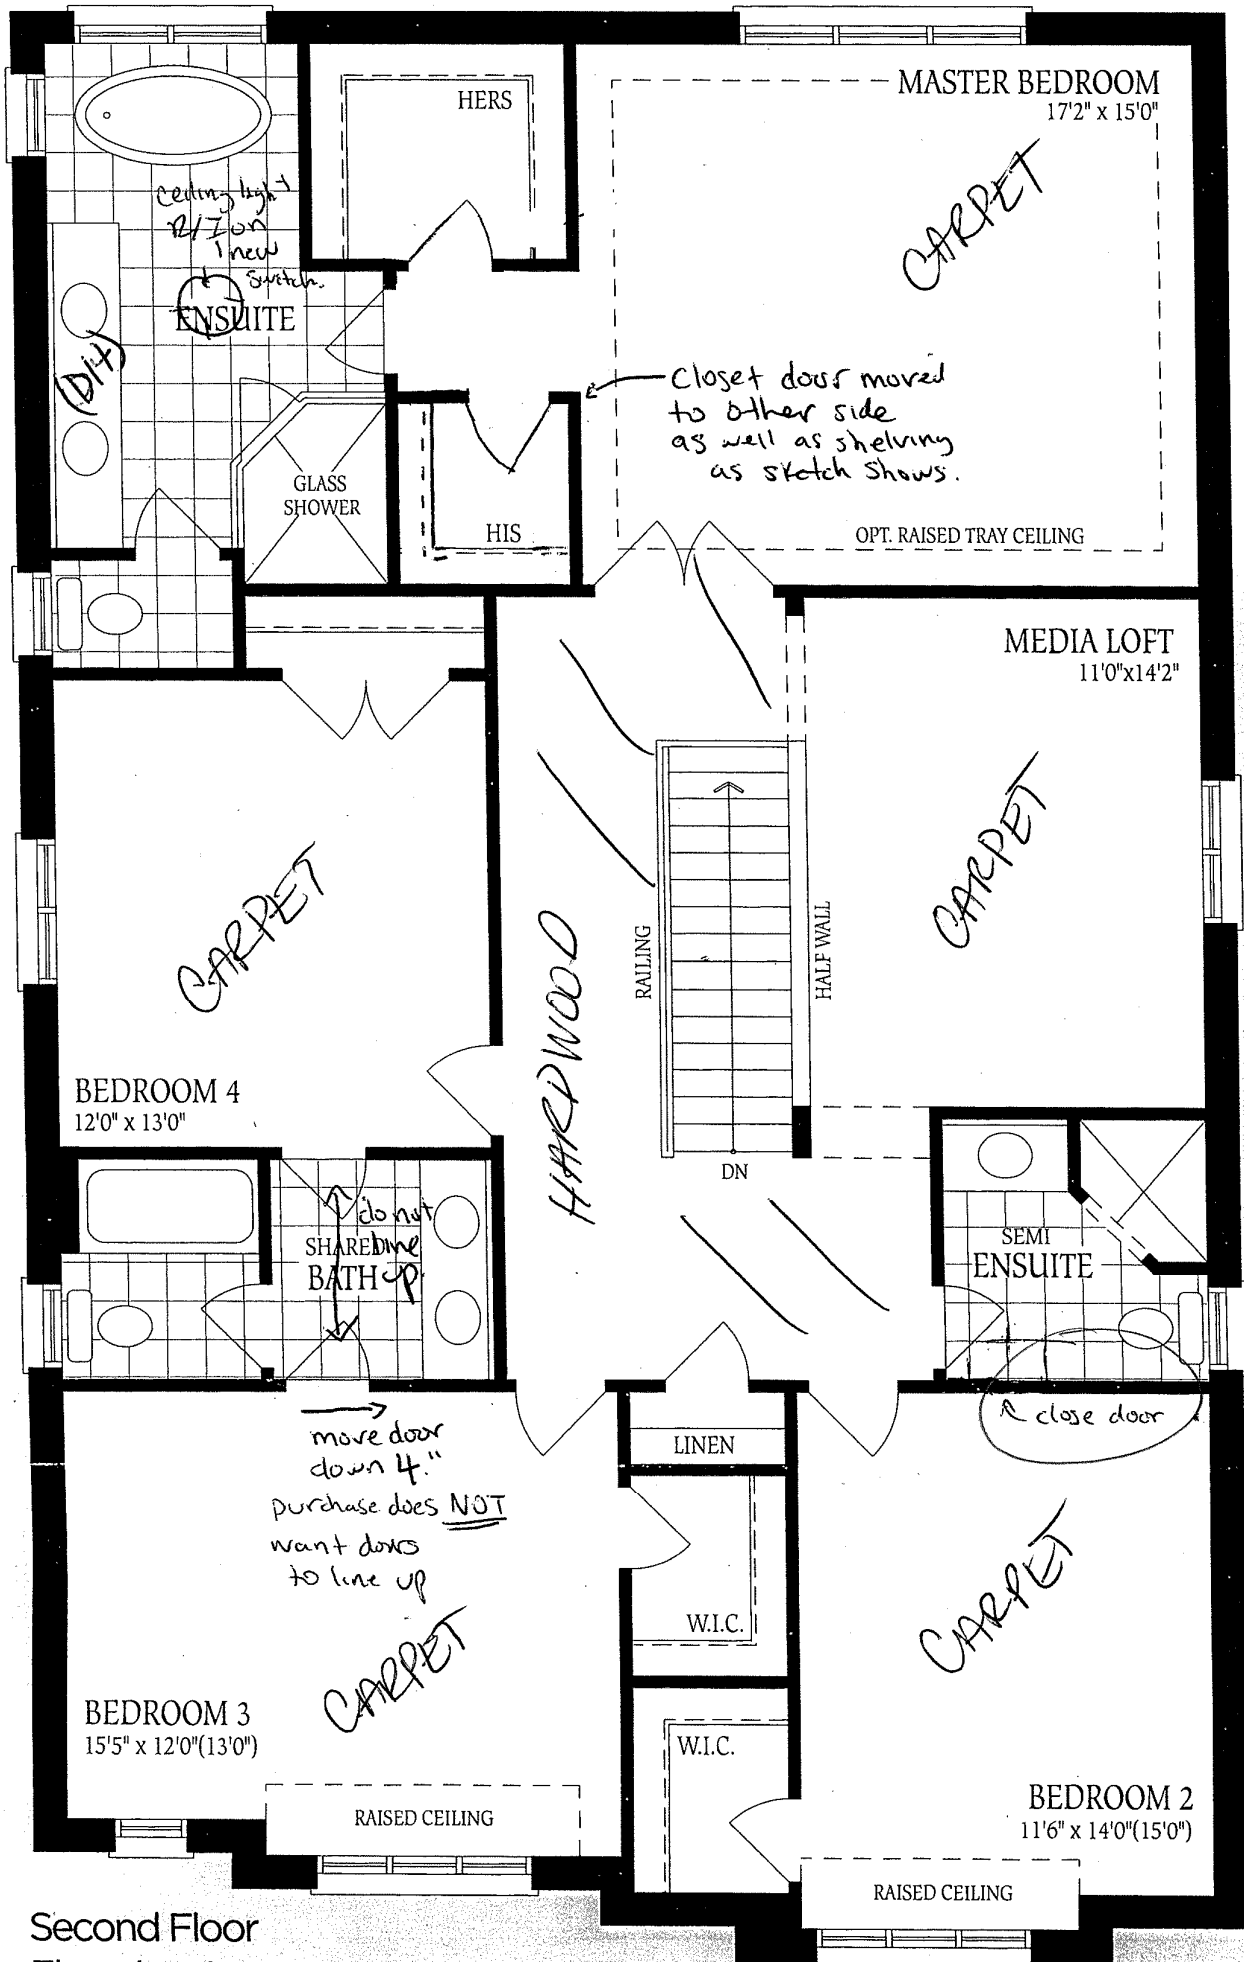 HERS
MASTER BEDROOM
17'2" x 15'0"
CARPET
Ceiling light
R/I on
1 new
switch.
ENSUITE
(D/H)
Closet door moved
to other side
as well as shelving
as sketch shows.
GLASS
SHOWER
HIS
OPT. RAISED TRAY CEILING
MEDIA LOFT
11'0"x14'2"
CARPET
CARPET
RAILING
HALF WALL
HARDWOOD
BEDROOM 4
12'0" x 13'0"
DN
do not
line
up.
SHARED
BATH
SEMI
ENSUITE
close door
move door
down 4."
purchase does NOT
want doors
to line up
LINEN
W.I.C.
CARPET
CARPET
BEDROOM 3
15'5" x 12'0"(13'0")
W.I.C.
BEDROOM 2
11'6" x 14'0"(15'0")
RAISED CEILING
RAISED CEILING
Second Floor